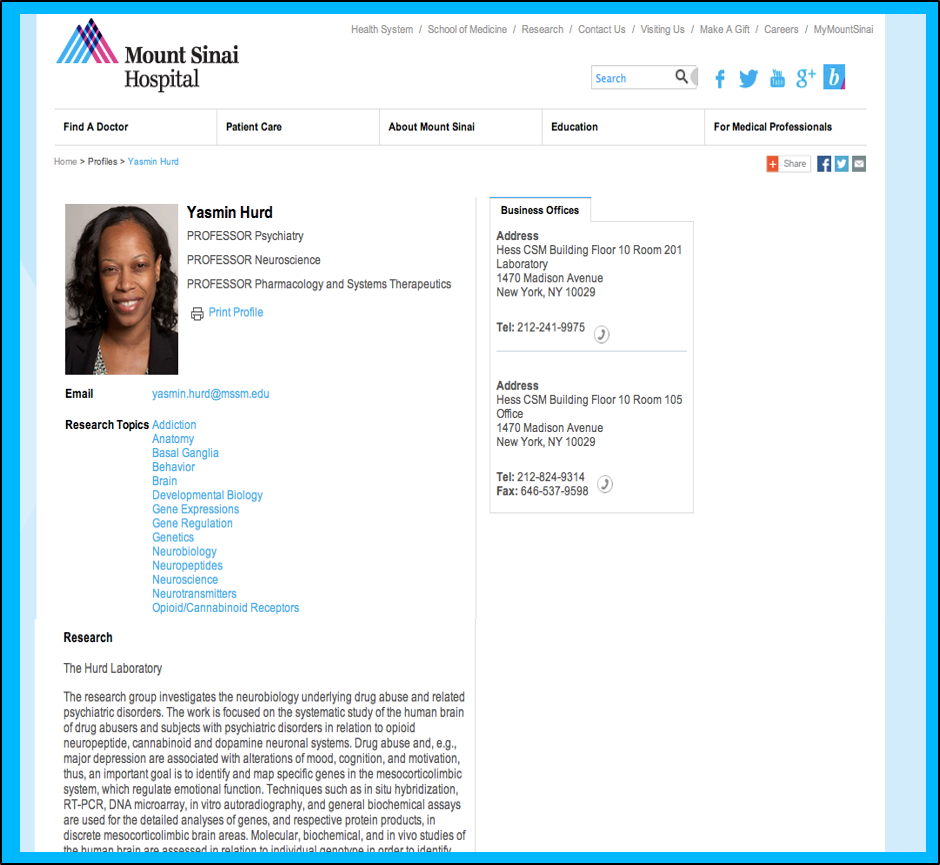 Health System / School of Medicine / Research / Contact Us / Visiting Us / Make A Gift / Careers / MyMountSinai
Mount Sinai
Hospital
Search
f
You
Tube
g+
b
Find A Doctor
Patient Care
About Mount Sinai
Education
For Medical Professionals
Home > Profiles > Yasmin Hurd
+ Share
f
Yasmin Hurd
PROFESSOR Psychiatry
PROFESSOR Neuroscience
PROFESSOR Pharmacology and Systems Therapeutics
Print Profile
Email yasmin.hurd@mssm.edu
Research Topics Addiction
Anatomy
Basal Ganglia
Behavior
Brain
Developmental Biology
Gene Expressions
Gene Regulation
Genetics
Neurobiology
Neuropeptides
Neuroscience
Neurotransmitters
Opioid/Cannabinoid Receptors
Research
The Hurd Laboratory
The research group investigates the neurobiology underlying drug abuse and related
psychiatric disorders. The work is focused on the systematic study of the human brain
of drug abusers and subjects with psychiatric disorders in relation to opioid
neuropeptide, cannabinoid and dopamine neuronal systems. Drug abuse and, e.g.,
major depression are associated with alterations of mood, cognition, and motivation,
thus, an important goal is to identify and map specific genes in the mesocorticolimbic
system, which regulate emotional function. Techniques such as in situ hybridization,
RT-PCR, DNA microarray, in vitro autoradiography, and general biochemical assays
are used for the detailed analyses of genes, and respective protein products, in
discrete mesocorticolimbic brain areas. Molecular, biochemical, and in vivo studies of
the human brain are assessed in relation to individual genotype in order to identify
Business Offices
Address
Hess CSM Building Floor 10 Room 201
Laboratory
1470 Madison Avenue
New York, NY 10029
Tel: 212-241-9975
Address
Hess CSM Building Floor 10 Room 105
Office
1470 Madison Avenue
New York, NY 10029
Tel: 212-824-9314
Fax: 646-537-9598